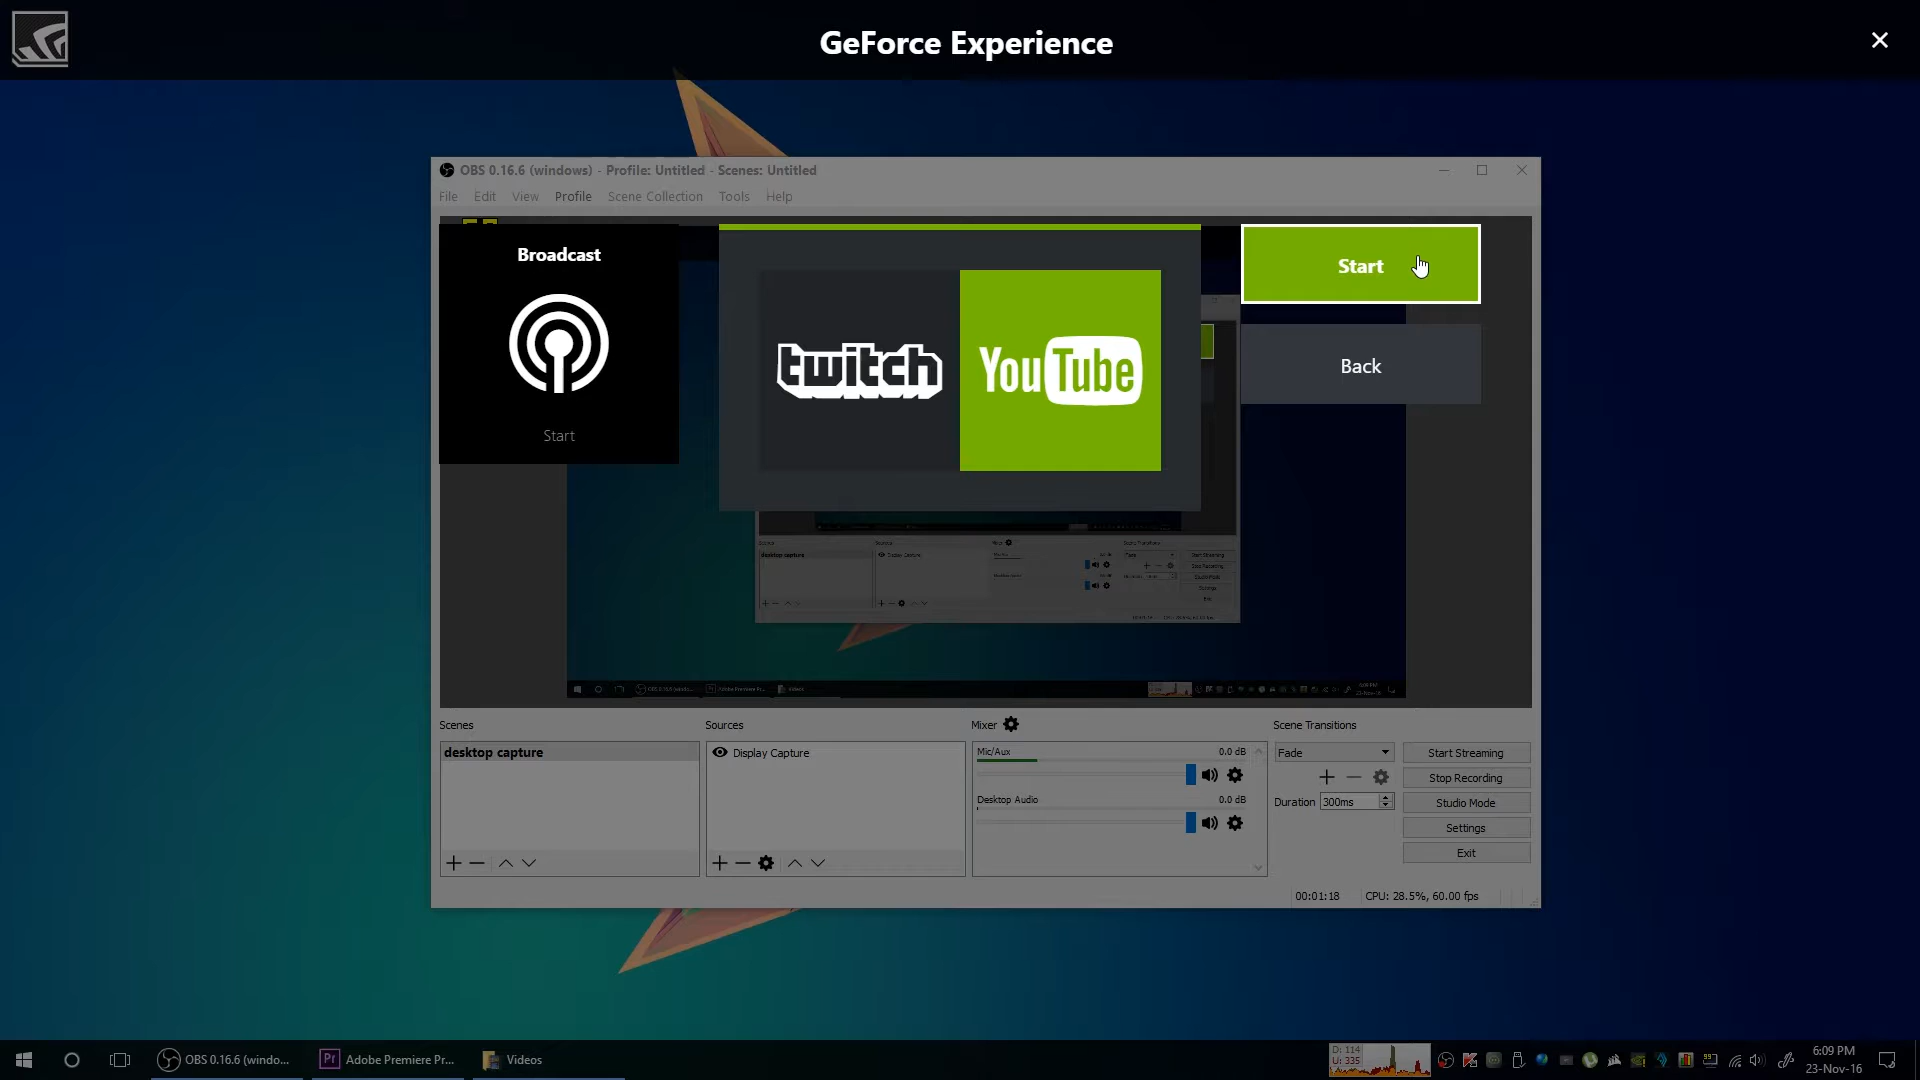 GeForce Experience
OBS 0.16.6 (windows) - Profile: Untitled - Scenes: Untitled
File Edit View Profile Scene Collection Tools Help
Broadcast
Start
twitch
YouTube
Start
Back
Scenes
desktop capture
Sources
Display Capture
Mixer
Mic/Aux 0.0 dB
Desktop Audio 0.0 dB
Scene Transitions
Fade
Duration 300ms
Start Streaming
Stop Recording
Studio Mode
Settings
Exit
00:01:18 CPU: 28.5%, 60.00 fps
OBS 0.16.6 (windo...
Pr Adobe Premiere Pr...
Videos
D: 114
U: 335
6:09 PM
23-Nov-16